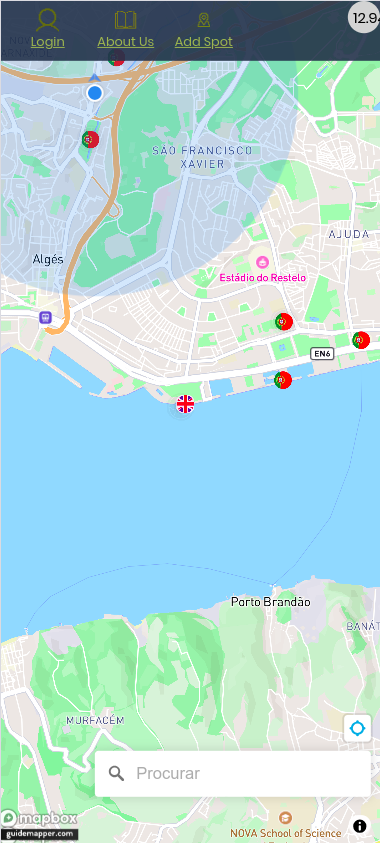 Login
About Us
Add Spot
12.94
SÃO FRANCISCO
XAVIER
AJUDA
Algés
Estádio do Restelo
EN6
Porto Brandão
BANÁT
MURFACÉM
Procurar
mapbox
guidemapper.com
NOVA School of Science